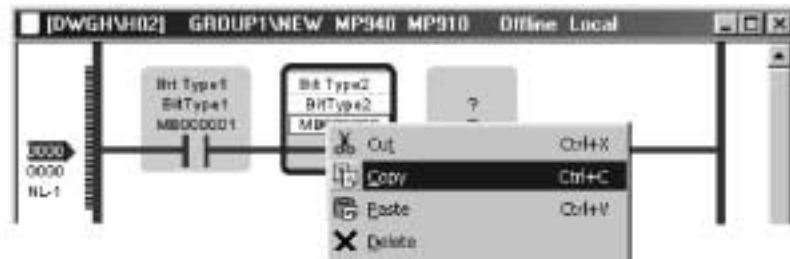 [DWGH\H02] GROUP1\NEW MP940 MP910 Offline Local
Bit Type1
BitType1
MB000001
Bit Type2
BitType2
?
0000
0000
NL-1
Cut Ctrl+X
Copy Ctrl+C
Paste Ctrl+V
Delete